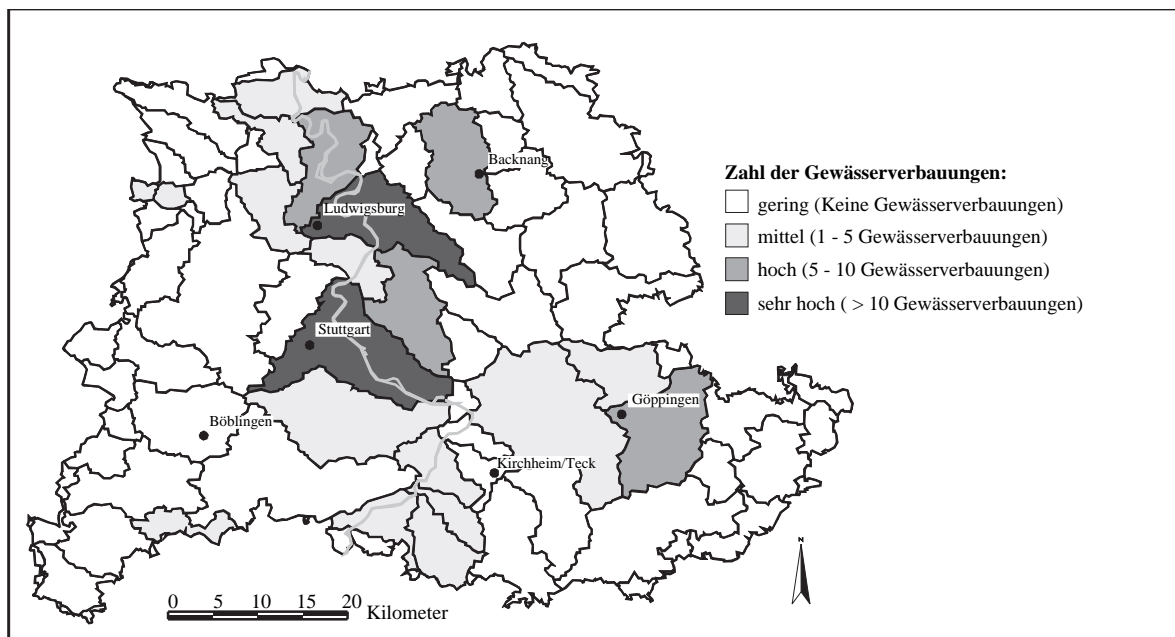 Backnang
Zahl der Gewässerverbauungen:
gering (Keine Gewässerverbauungen)
mittel (1 - 5 Gewässerverbauungen)
hoch (5 - 10 Gewässerverbauungen)
sehr hoch ( > 10 Gewässerverbauungen)
Ludwigsburg
Stuttgart
Göppingen
Böblingen
Kirchheim/Teck
N
0 5 10 15 20 Kilometer